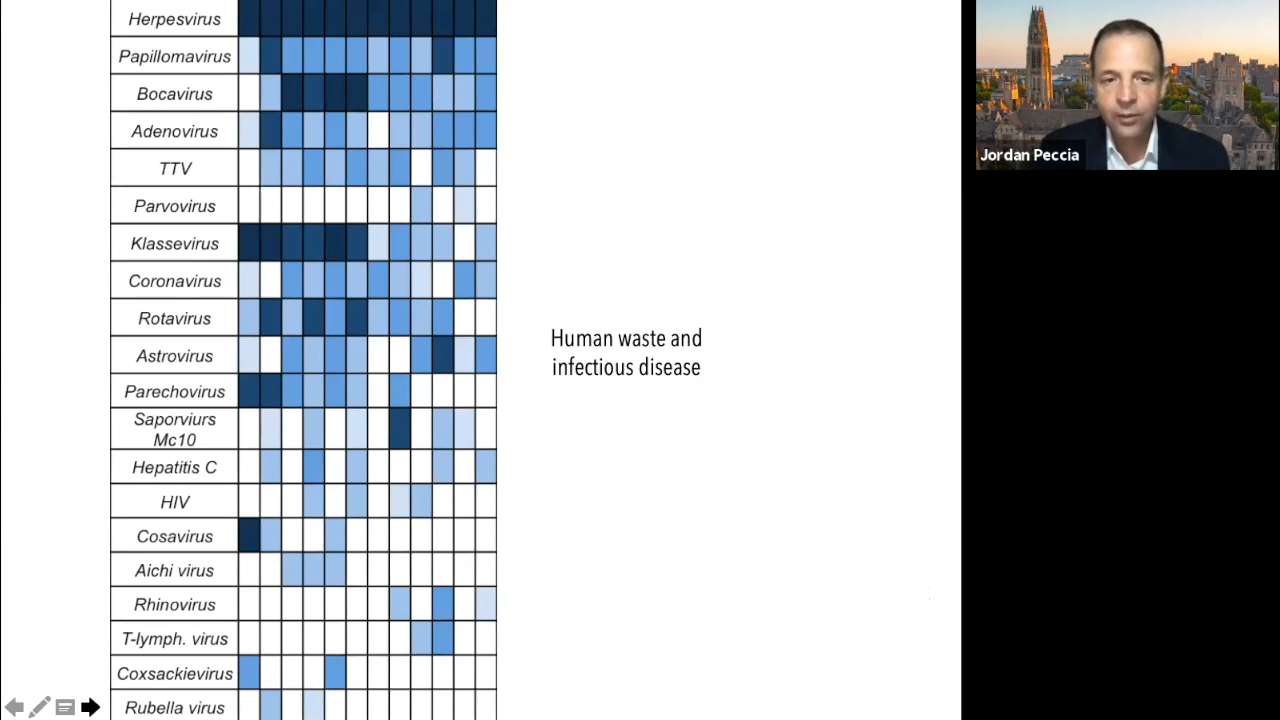 Herpesvirus
Papillomavirus
Bocavirus
Adenovirus
TTV
Parvovirus
Klassevirus
Coronavirus
Rotavirus
Astrovirus
Parechovirus
Saporviurs
Mc10
Hepatitis C
HIV
Cosavirus
Aichi virus
Rhinovirus
T-lymph. virus
Coxsackievirus
Rubella virus
Human waste and
infectious disease
Jordan Peccia